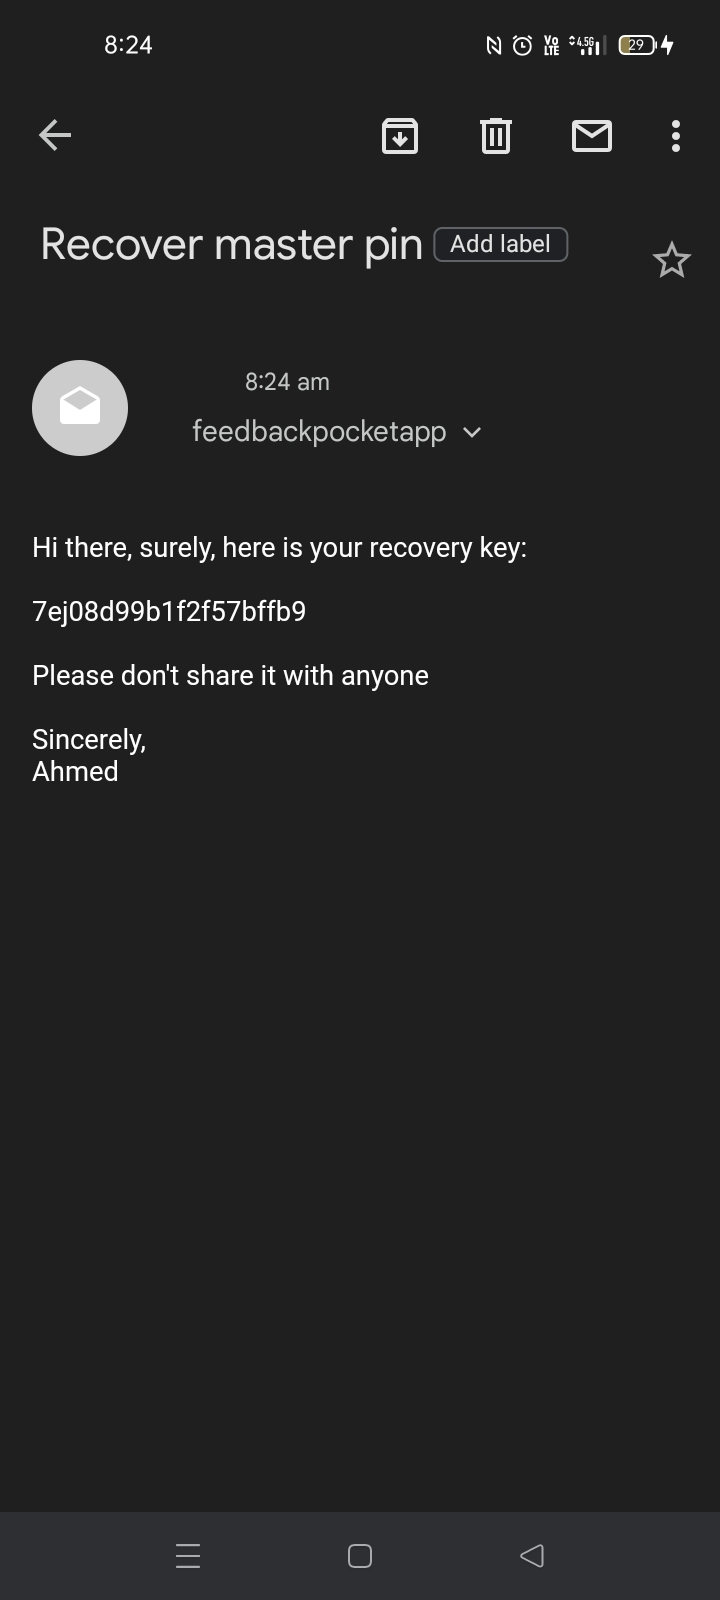 8:24
Vo LTE 4.5G 29
Recover master pin Add label
8:24 am
feedbackpocketapp
Hi there, surely, here is your recovery key:
7ej08d99b1f2f57bffb9
Please don't share it with anyone
Sincerely,
Ahmed